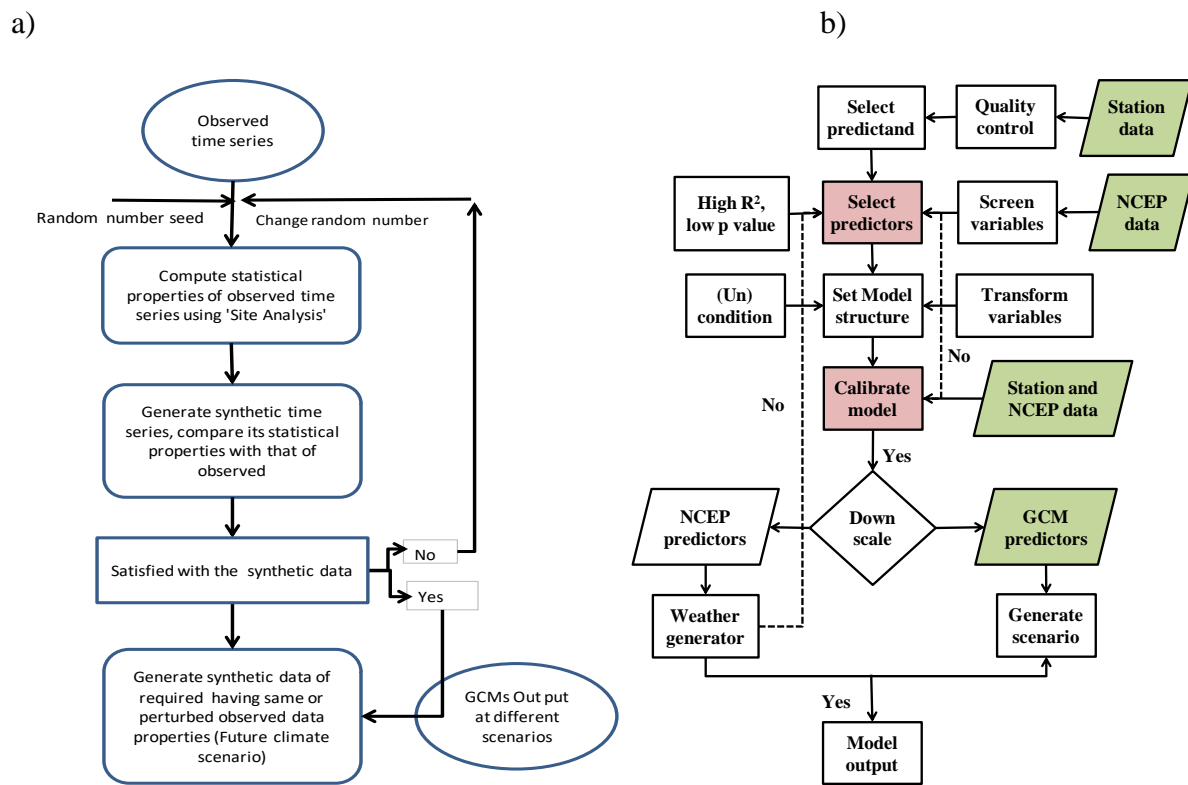 a)
Observed
time series
Random number seed
Change random number
Compute statistical
properties of observed time
series using 'Site Analysis'
Generate synthetic time
series, compare its statistical
properties with that of
observed
Satisfied with the synthetic data
No
Yes
Generate synthetic data of
required having same or
perturbed observed data
properties (Future climate
scenario)
GCMs Out put
at different
scenarios
b)
Select
predictand
Quality
control
Station
data
High R²,
low p value
Select
predictors
Screen
variables
NCEP
data
(Un)
condition
Set Model
structure
Transform
variables
No
No
Calibrate
model
Station and
NCEP data
Yes
NCEP
predictors
Down
scale
GCM
predictors
Weather
generator
Generate
scenario
Yes
Model
output